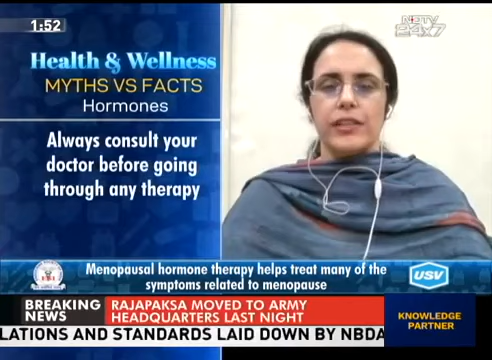 1:52
NDTV
24x7
Health & Wellness
MYTHS VS FACTS
Hormones
Always consult your
doctor before going
through any therapy
Menopausal hormone therapy helps treat many of the
symptoms related to menopause
USV
BREAKING
NEWS
RAJAPAKSA MOVED TO ARMY
HEADQUARTERS LAST NIGHT
KNOWLEDGE
PARTNER
LATIONS AND STANDARDS LAID DOWN BY NBDA